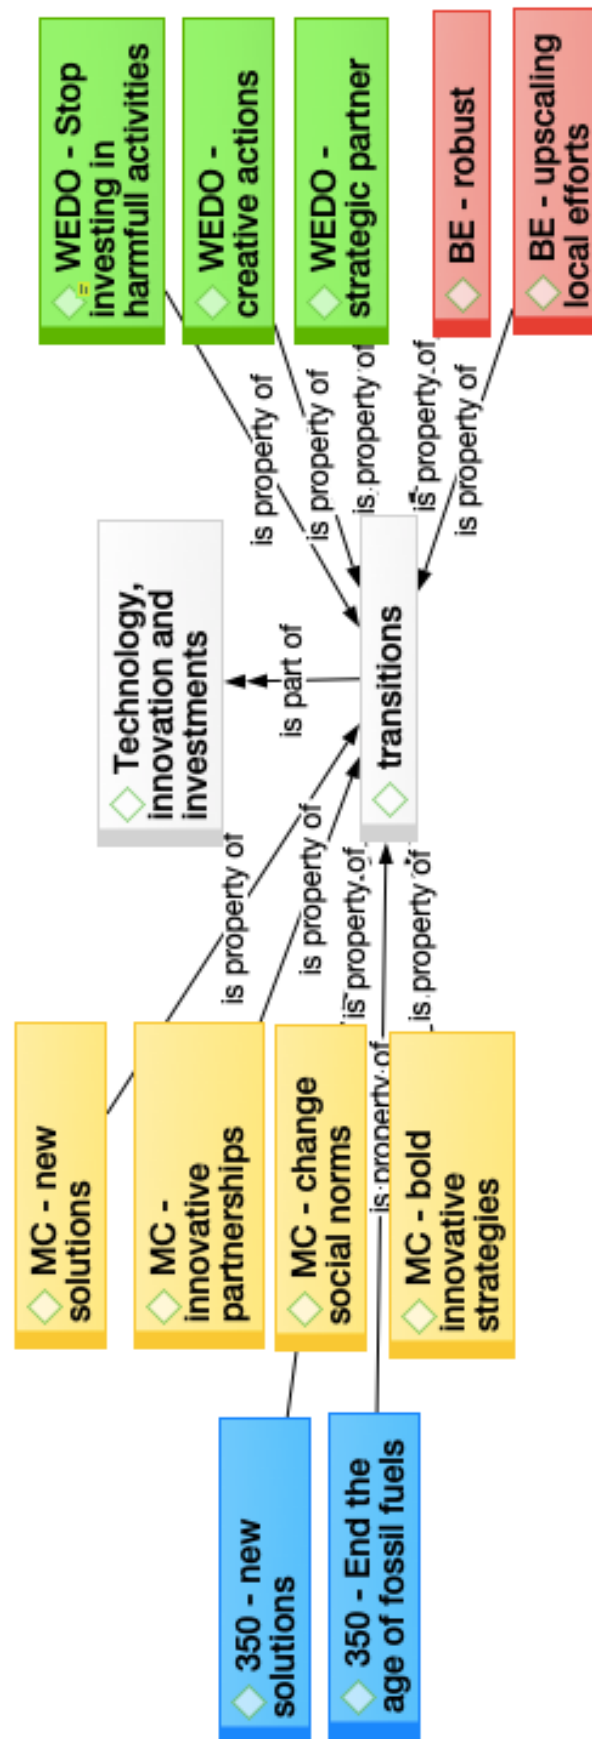 MC - new
solutions
MC -
innovative
partnerships
MC - change
social norms
MC - bold
innovative
strategies
350 - new
solutions
350 - End the
age of fossil fuels
Technology,
innovation and
investments
is part of
transitions
is property of
is property of
is property of
is property of
is property of
WEDO - Stop
investing in
harmfull activities
WEDO -
creative actions
WEDO -
strategic partner
BE - robust
BE - upscaling
local efforts
is property of
is property of
is property of
is property of
is property of